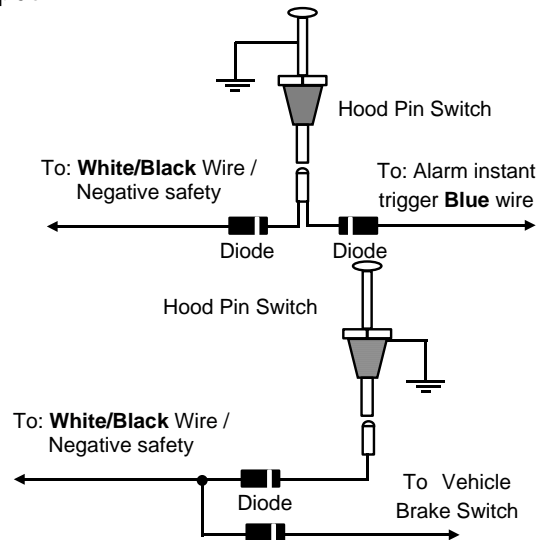 Hood Pin Switch
To: White/Black Wire /
Negative safety
To: Alarm instant
trigger Blue wire
Diode
Diode
Hood Pin Switch
To: White/Black Wire /
Negative safety
Diode
To Vehicle
Brake Switch